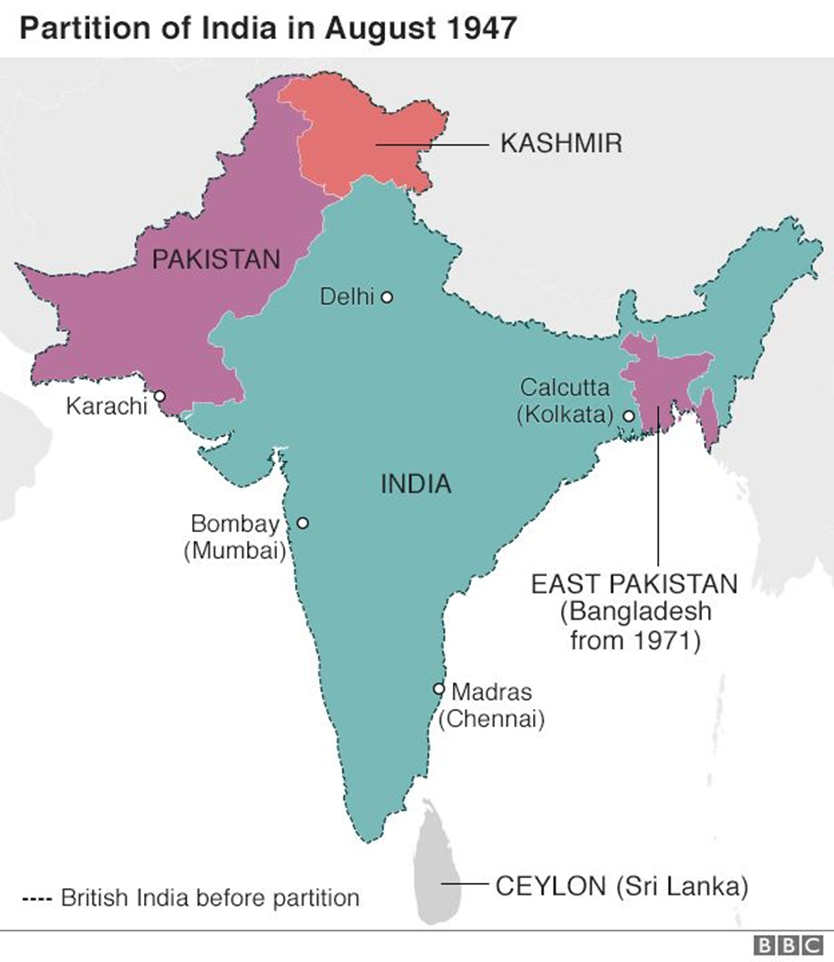 Partition of India in August 1947
KASHMIR
PAKISTAN
Delhi
Karachi
Calcutta
(Kolkata)
INDIA
Bombay
(Mumbai)
EAST PAKISTAN
(Bangladesh
from 1971)
Madras
(Chennai)
CEYLON (Sri Lanka)
British India before partition
BBC